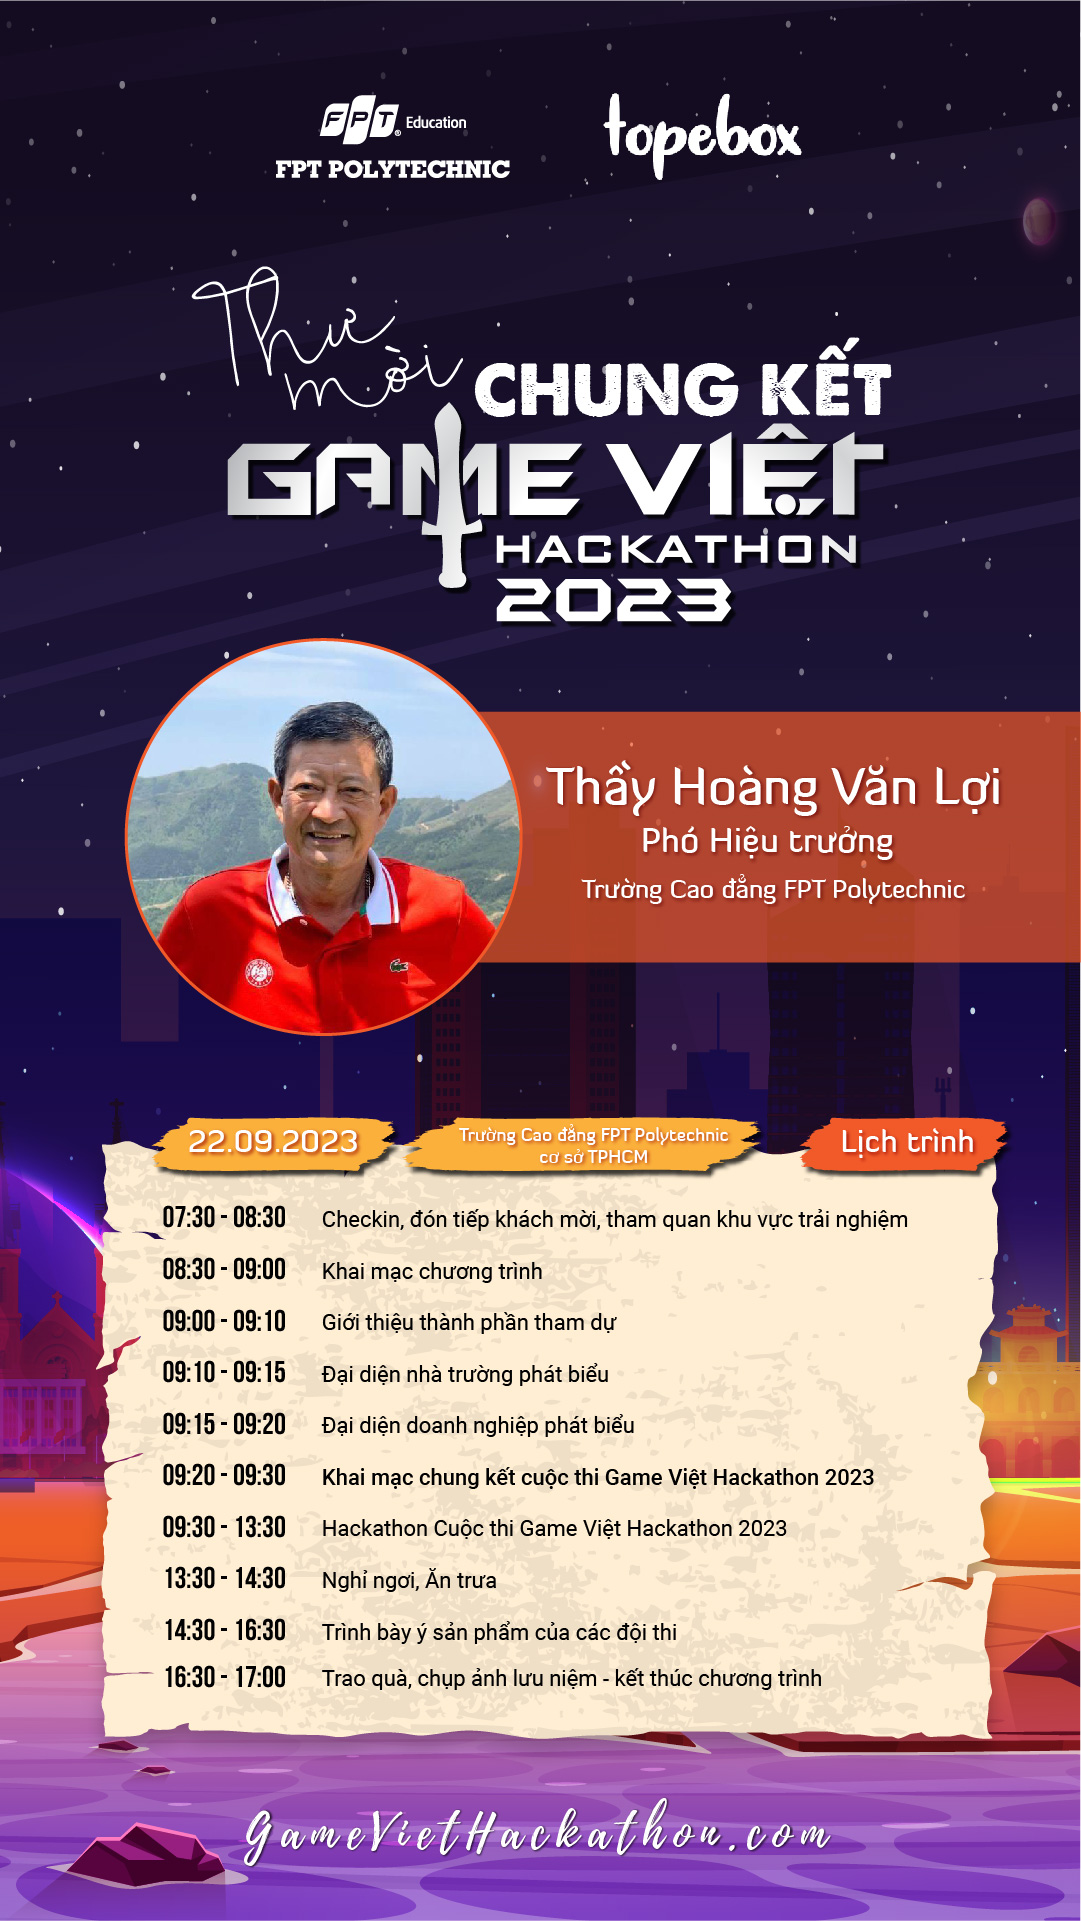 FPT Education
FPT POLYTECHNIC
topebox
Thư mời
CHUNG KẾT
GAME VIỆT
HACKATHON
2023
Thầy Hoàng Văn Lợi
Phó Hiệu trưởng
Trường Cao đẳng FPT Polytechnic
22.09.2023
Trường Cao đẳng FPT Polytechnic
cơ sở TPHCM
Lịch trình
07:30 - 08:30 Checkin, đón tiếp khách mời, tham quan khu vực trải nghiệm
08:30 - 09:00 Khai mạc chương trình
09:00 - 09:10 Giới thiệu thành phần tham dự
09:10 - 09:15 Đại diện nhà trường phát biểu
09:15 - 09:20 Đại diện doanh nghiệp phát biểu
09:20 - 09:30 Khai mạc chung kết cuộc thi Game Việt Hackathon 2023
09:30 - 13:30 Hackathon Cuộc thi Game Việt Hackathon 2023
13:30 - 14:30 Nghỉ ngơi, Ăn trưa
14:30 - 16:30 Trình bày ý sản phẩm của các đội thi
16:30 - 17:00 Trao quà, chụp ảnh lưu niệm - kết thúc chương trình
GameVietHackathon.com